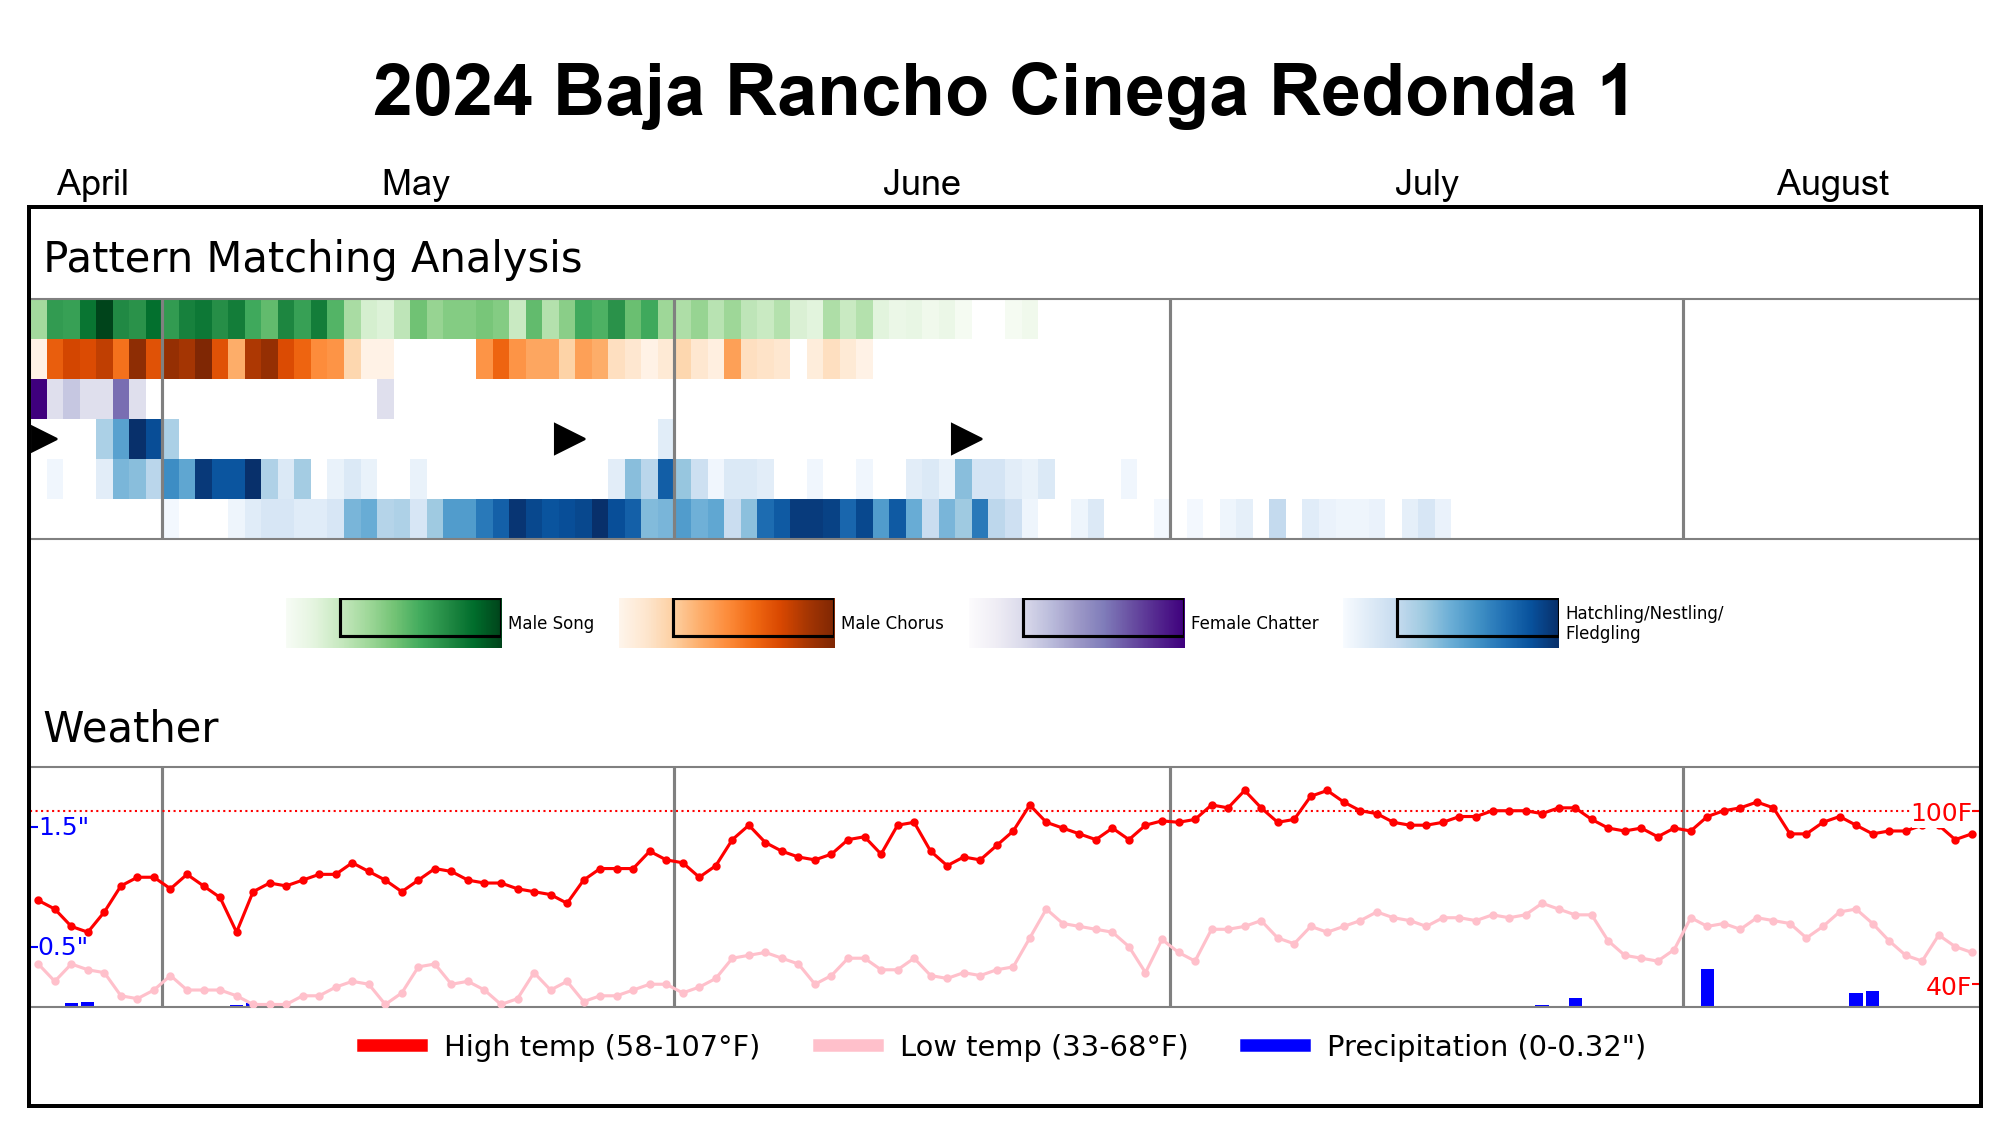 2024 Baja Rancho Cinega Redonda 1
April May June July August
Pattern Matching Analysis
Male Song Male Chorus Female Chatter Hatchling/Nestling/
Fledgling
Weather
100F
1.5"
0.5"
40F
High temp (58-107°F) Low temp (33-68°F) Precipitation (0-0.32")